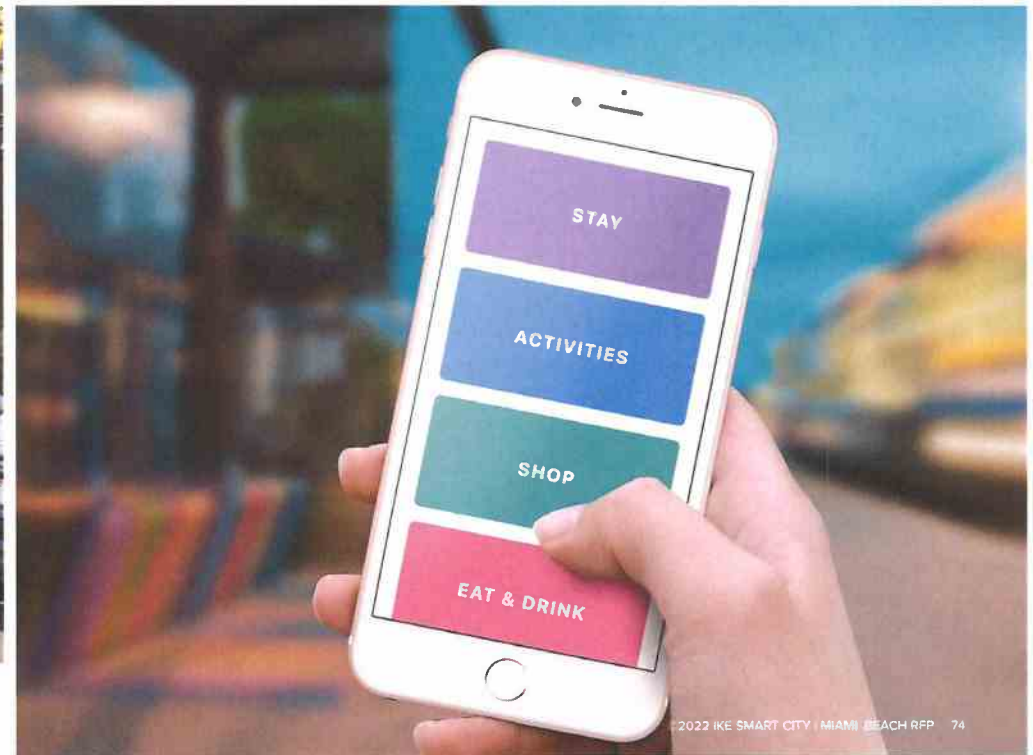 STAY
ACTIVITIES
SHOP
EAT & DRINK
2022 IKE SMART CITY | MIAMI BEACH RFP 74